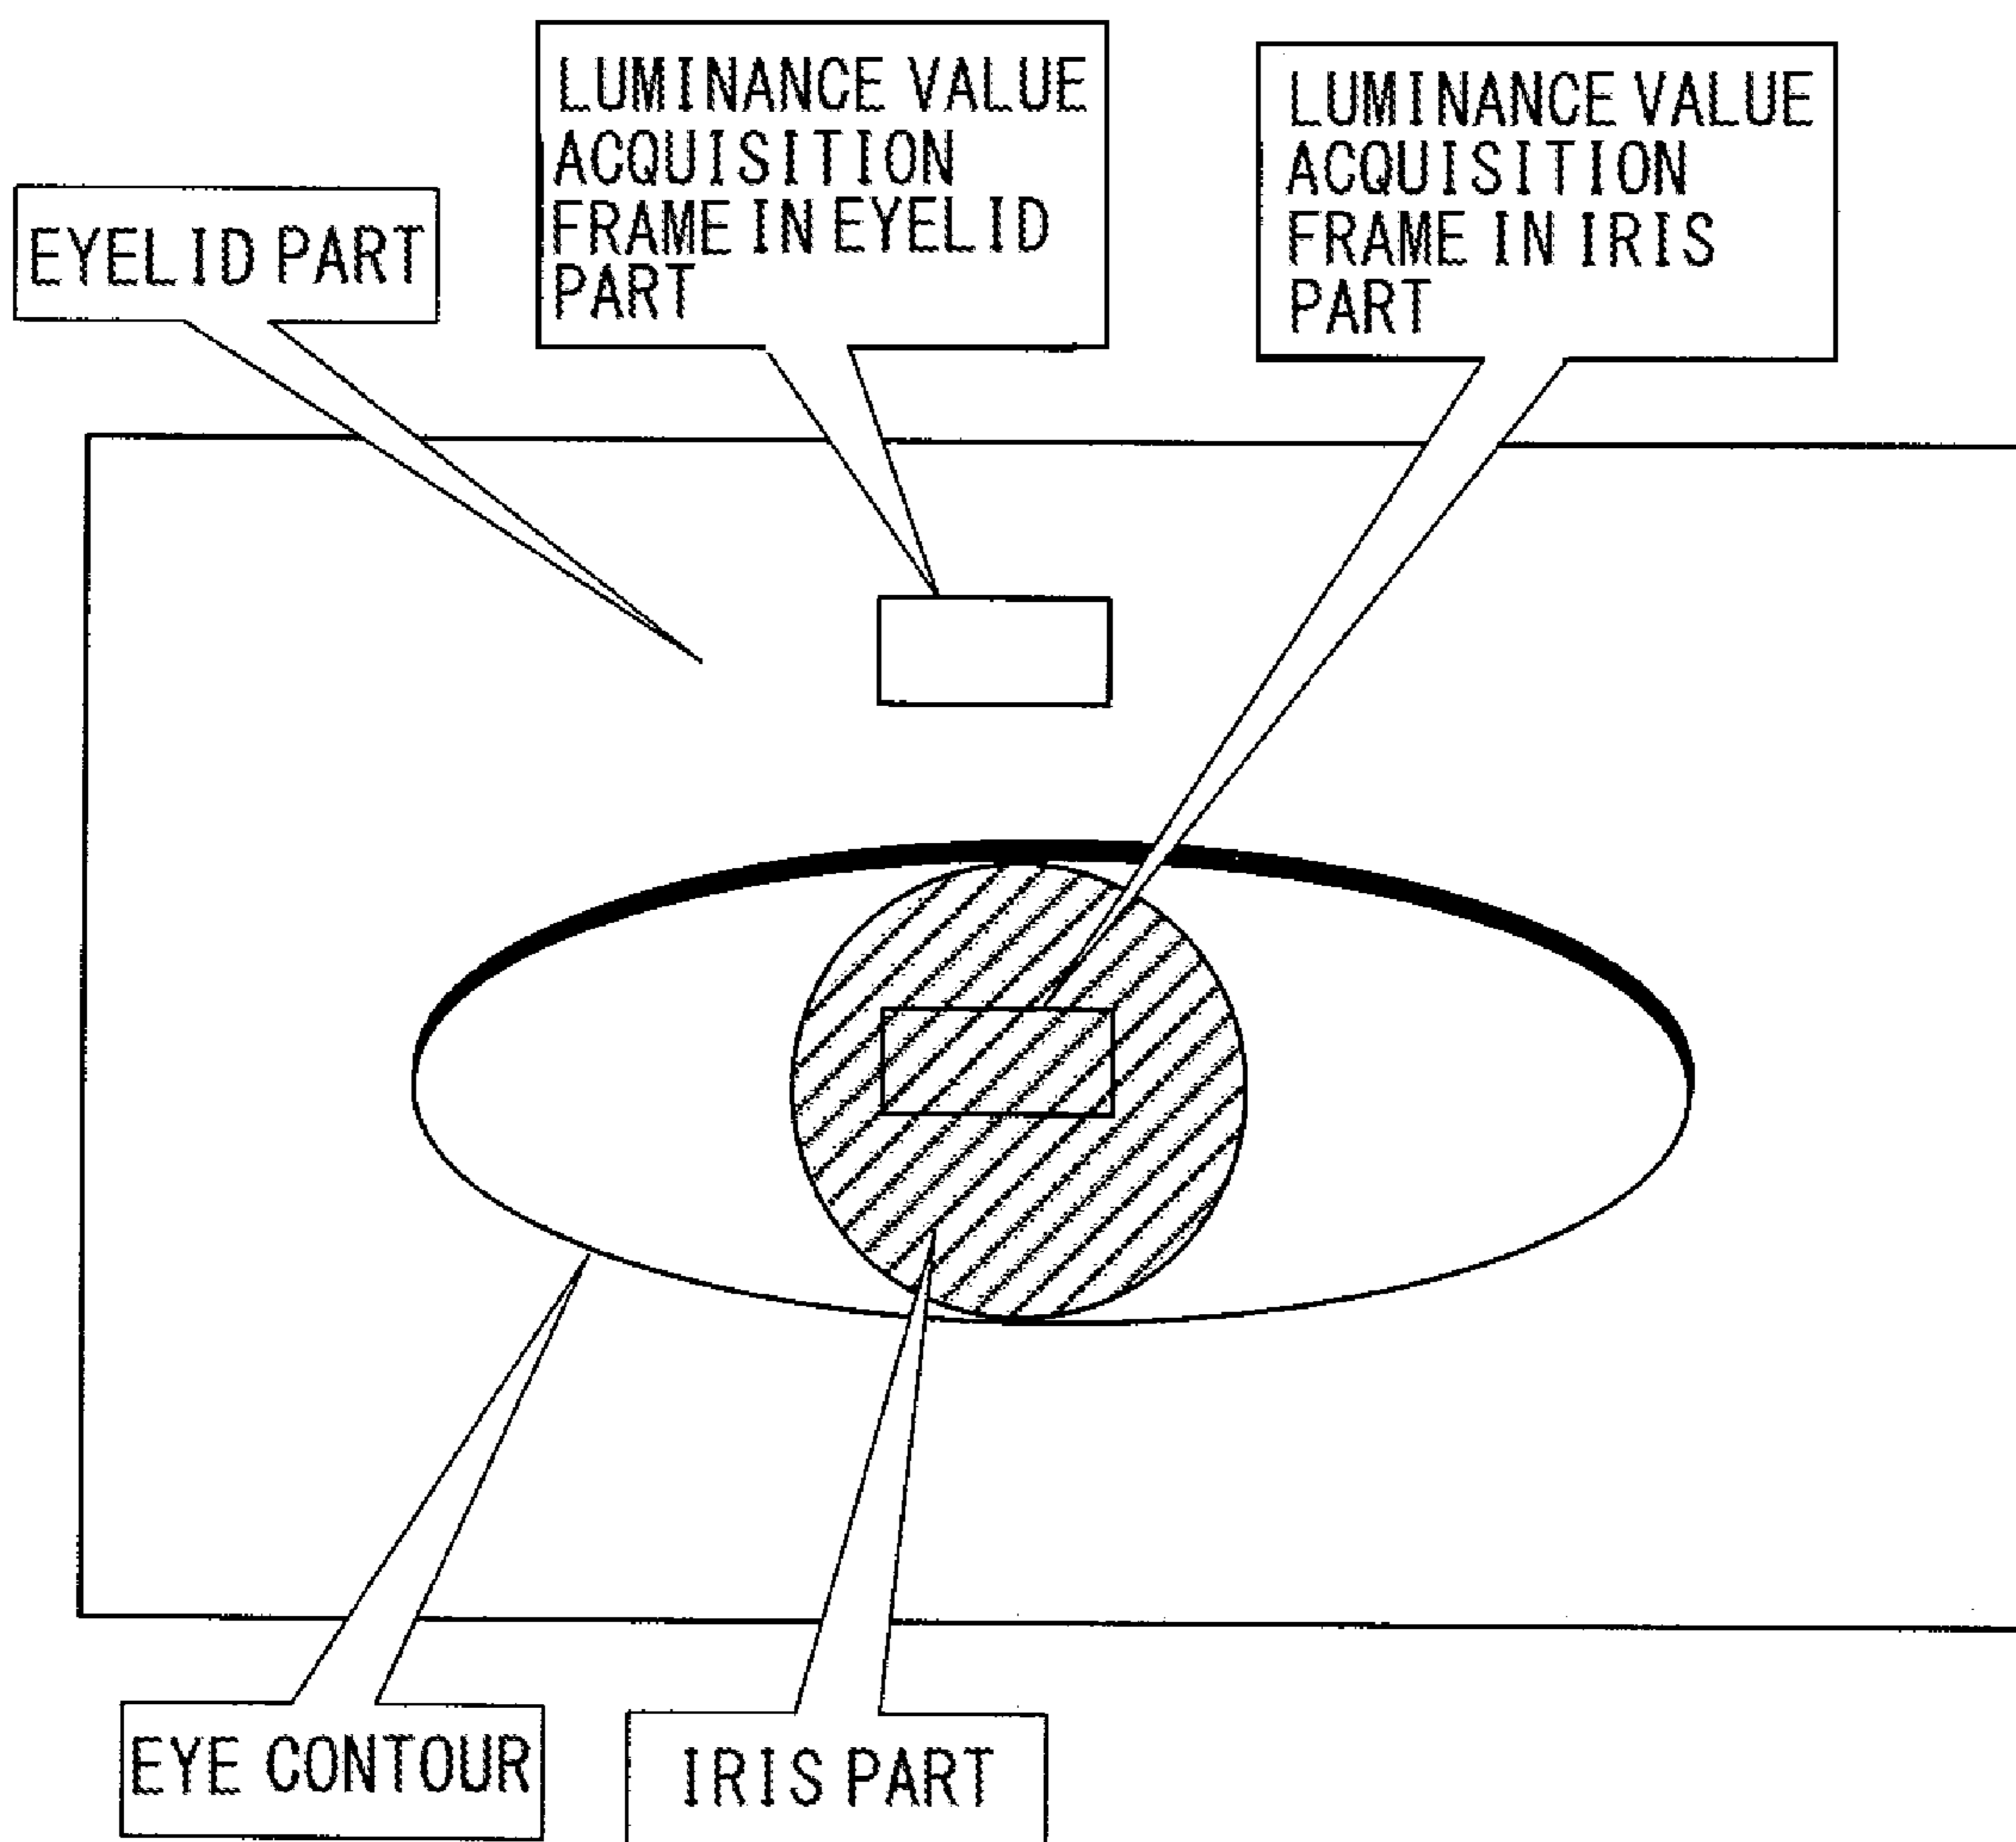 LUMINANCE VALUE
ACQUISITION
FRAME IN EYELID
PART
LUMINANCE VALUE
ACQUISITION
FRAME IN IRIS
PART
EYELID PART
EYE CONTOUR
IRIS PART